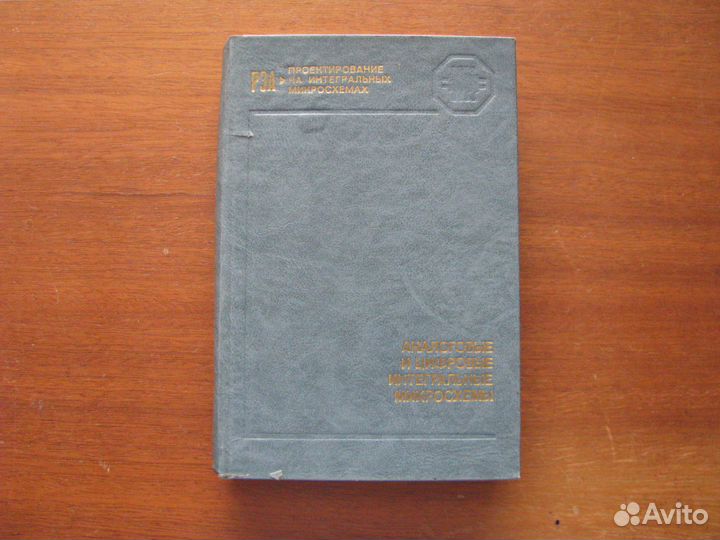 РЭА
ПРОЕКТИРОВАНИЕ
НА ИНТЕГРАЛЬНЫХ
МИКРОСХЕМАХ
АНАЛОГОВЫЕ
И ЦИФРОВЫЕ
ИНТЕГРАЛЬНЫЕ
МИКРОСХЕМЫ
Avito